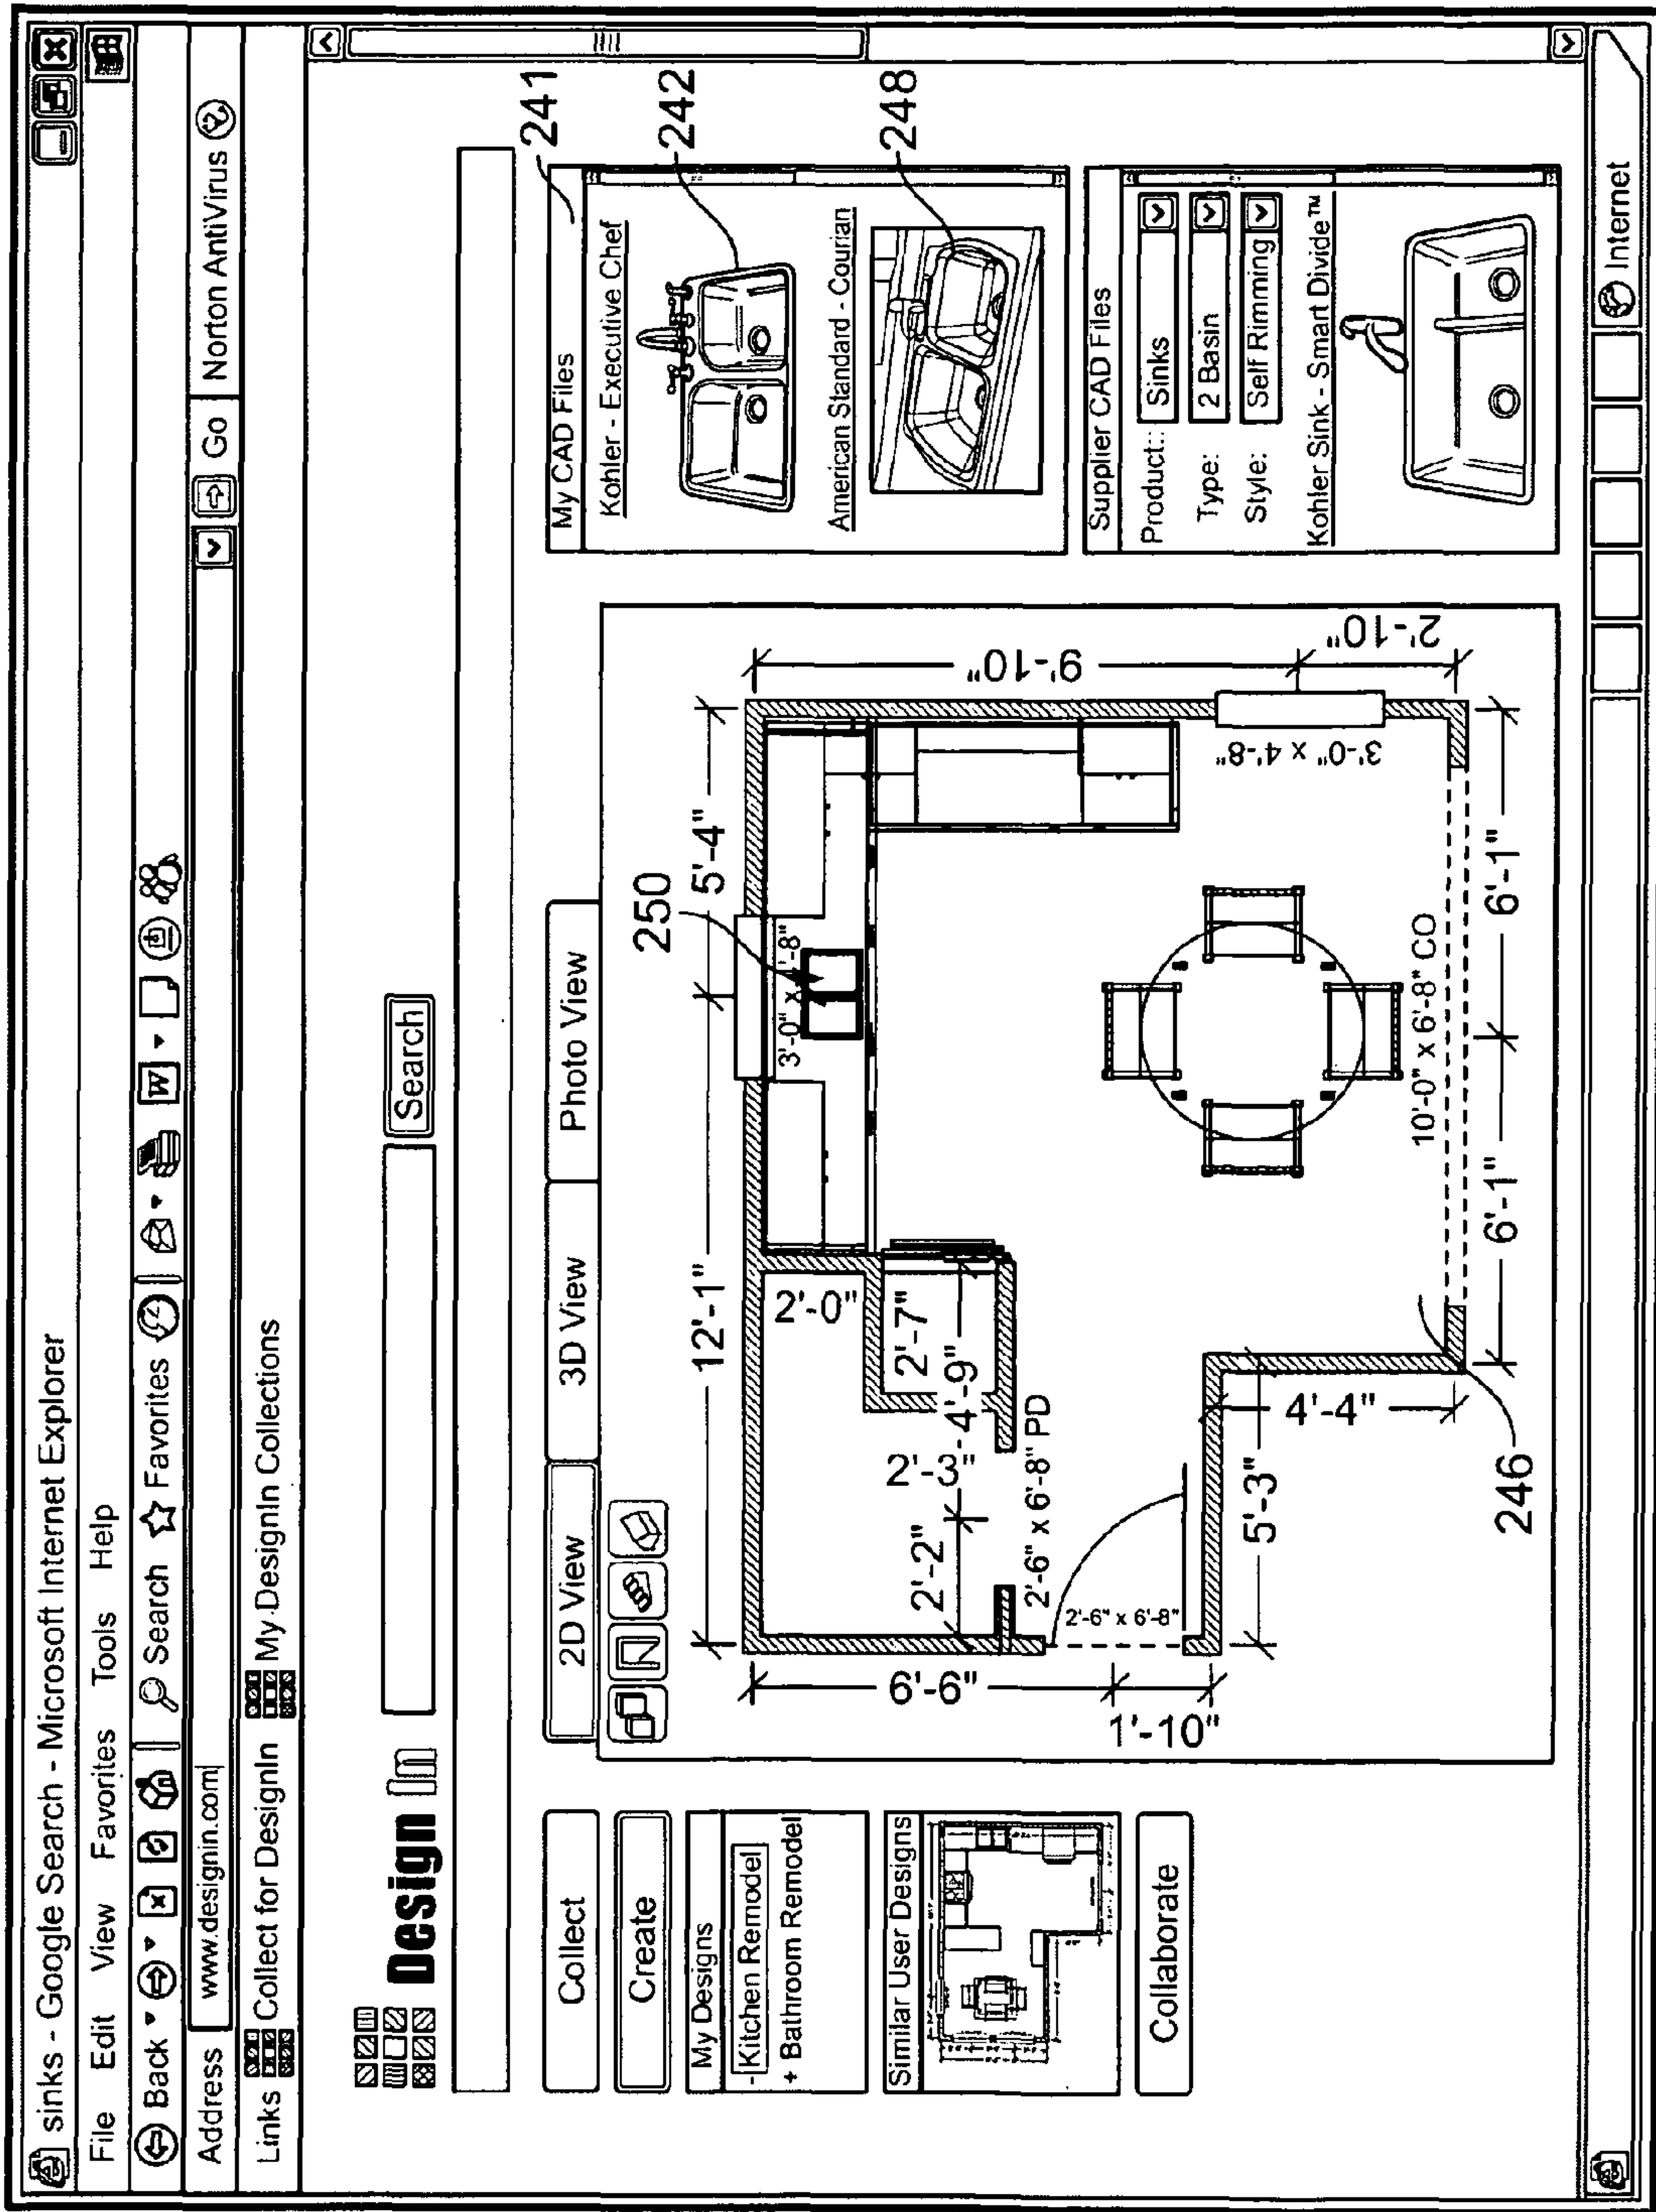 sinks - Google Search - Microsoft Internet Explorer
File Edit View Favorites Tools Help
Back Search Favorites W
Address www.designin.com Go Norton AntiVirus
Links Collect for DesignIn My DesignIn Collections
Design In
Search
Collect
Create
My Designs
- Kitchen Remodel
+ Bathroom Remodel
Similar User Designs
Collaborate
2D View 3D View Photo View
250
12'-1" 5'-4"
3'-0" x
-8"
9'-10"
2'-10"
3'-0" x 4'-8"
2'-0"
2'-7"
4'-9"
2'-3"
2'-2"
2'-6" x 6'-8" PD
2'-6" x 6'-8"
6'-6"
1'-10"
5'-3"
4'-4"
10'-0" x 6'-8" CO
6'-1" 6'-1"
246
241
My CAD Files
Kohler - Executive Chef
242
American Standard - Courian
248
Supplier CAD Files
Product:: Sinks
Type: 2 Basin
Style: Self Rimming
Kohler Sink - Smart Divide™
Internet